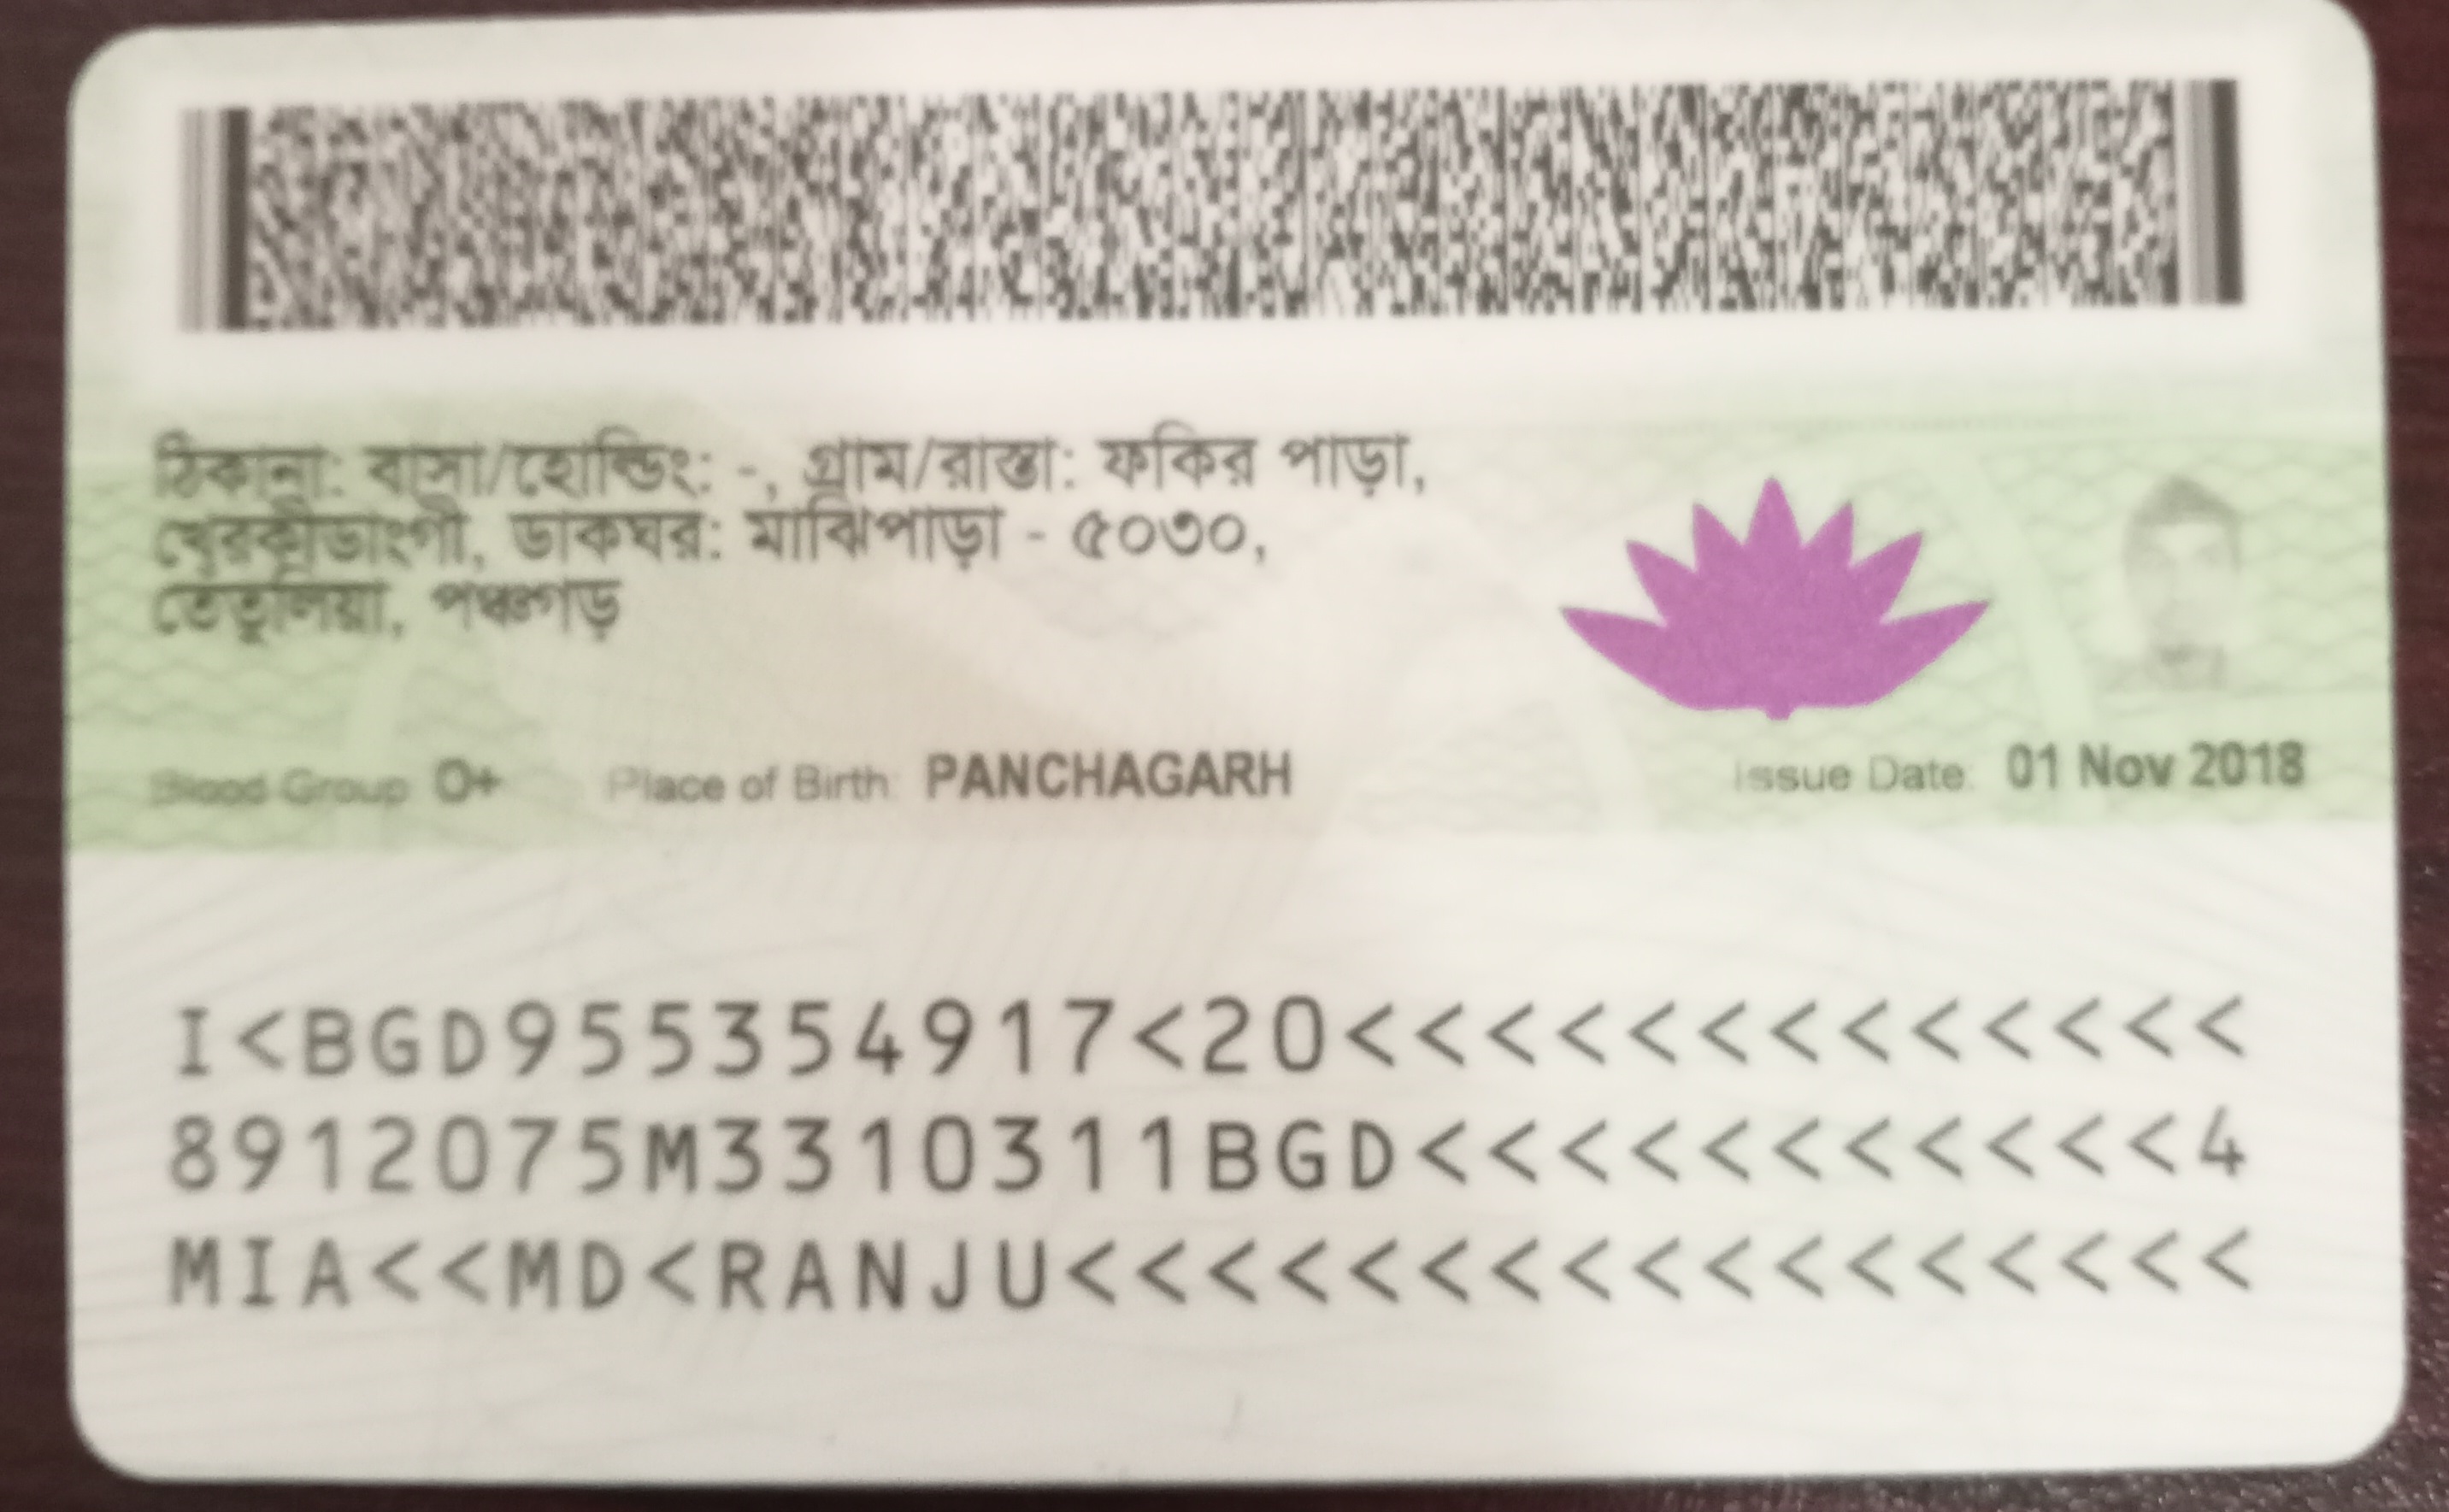 ঠিকানা: বাসা/হোল্ডিং: -, গ্রাম/রাস্তা: ফকির পাড়া,
ডাকঘর: মাঝিপাড়া - ৫০৩০,
তেতুলিয়া, পঞ্চগড়
Blood Group: O+ Place of Birth: PANCHAGARH Issue Date: 01 Nov 2018
I<BGD955354917<20<<<<<<<<<<<<<
8912075M3310311BGD<<<<<<<<<<<4
MIA<<MD<RANJU<<<<<<<<<<<<<<<<<